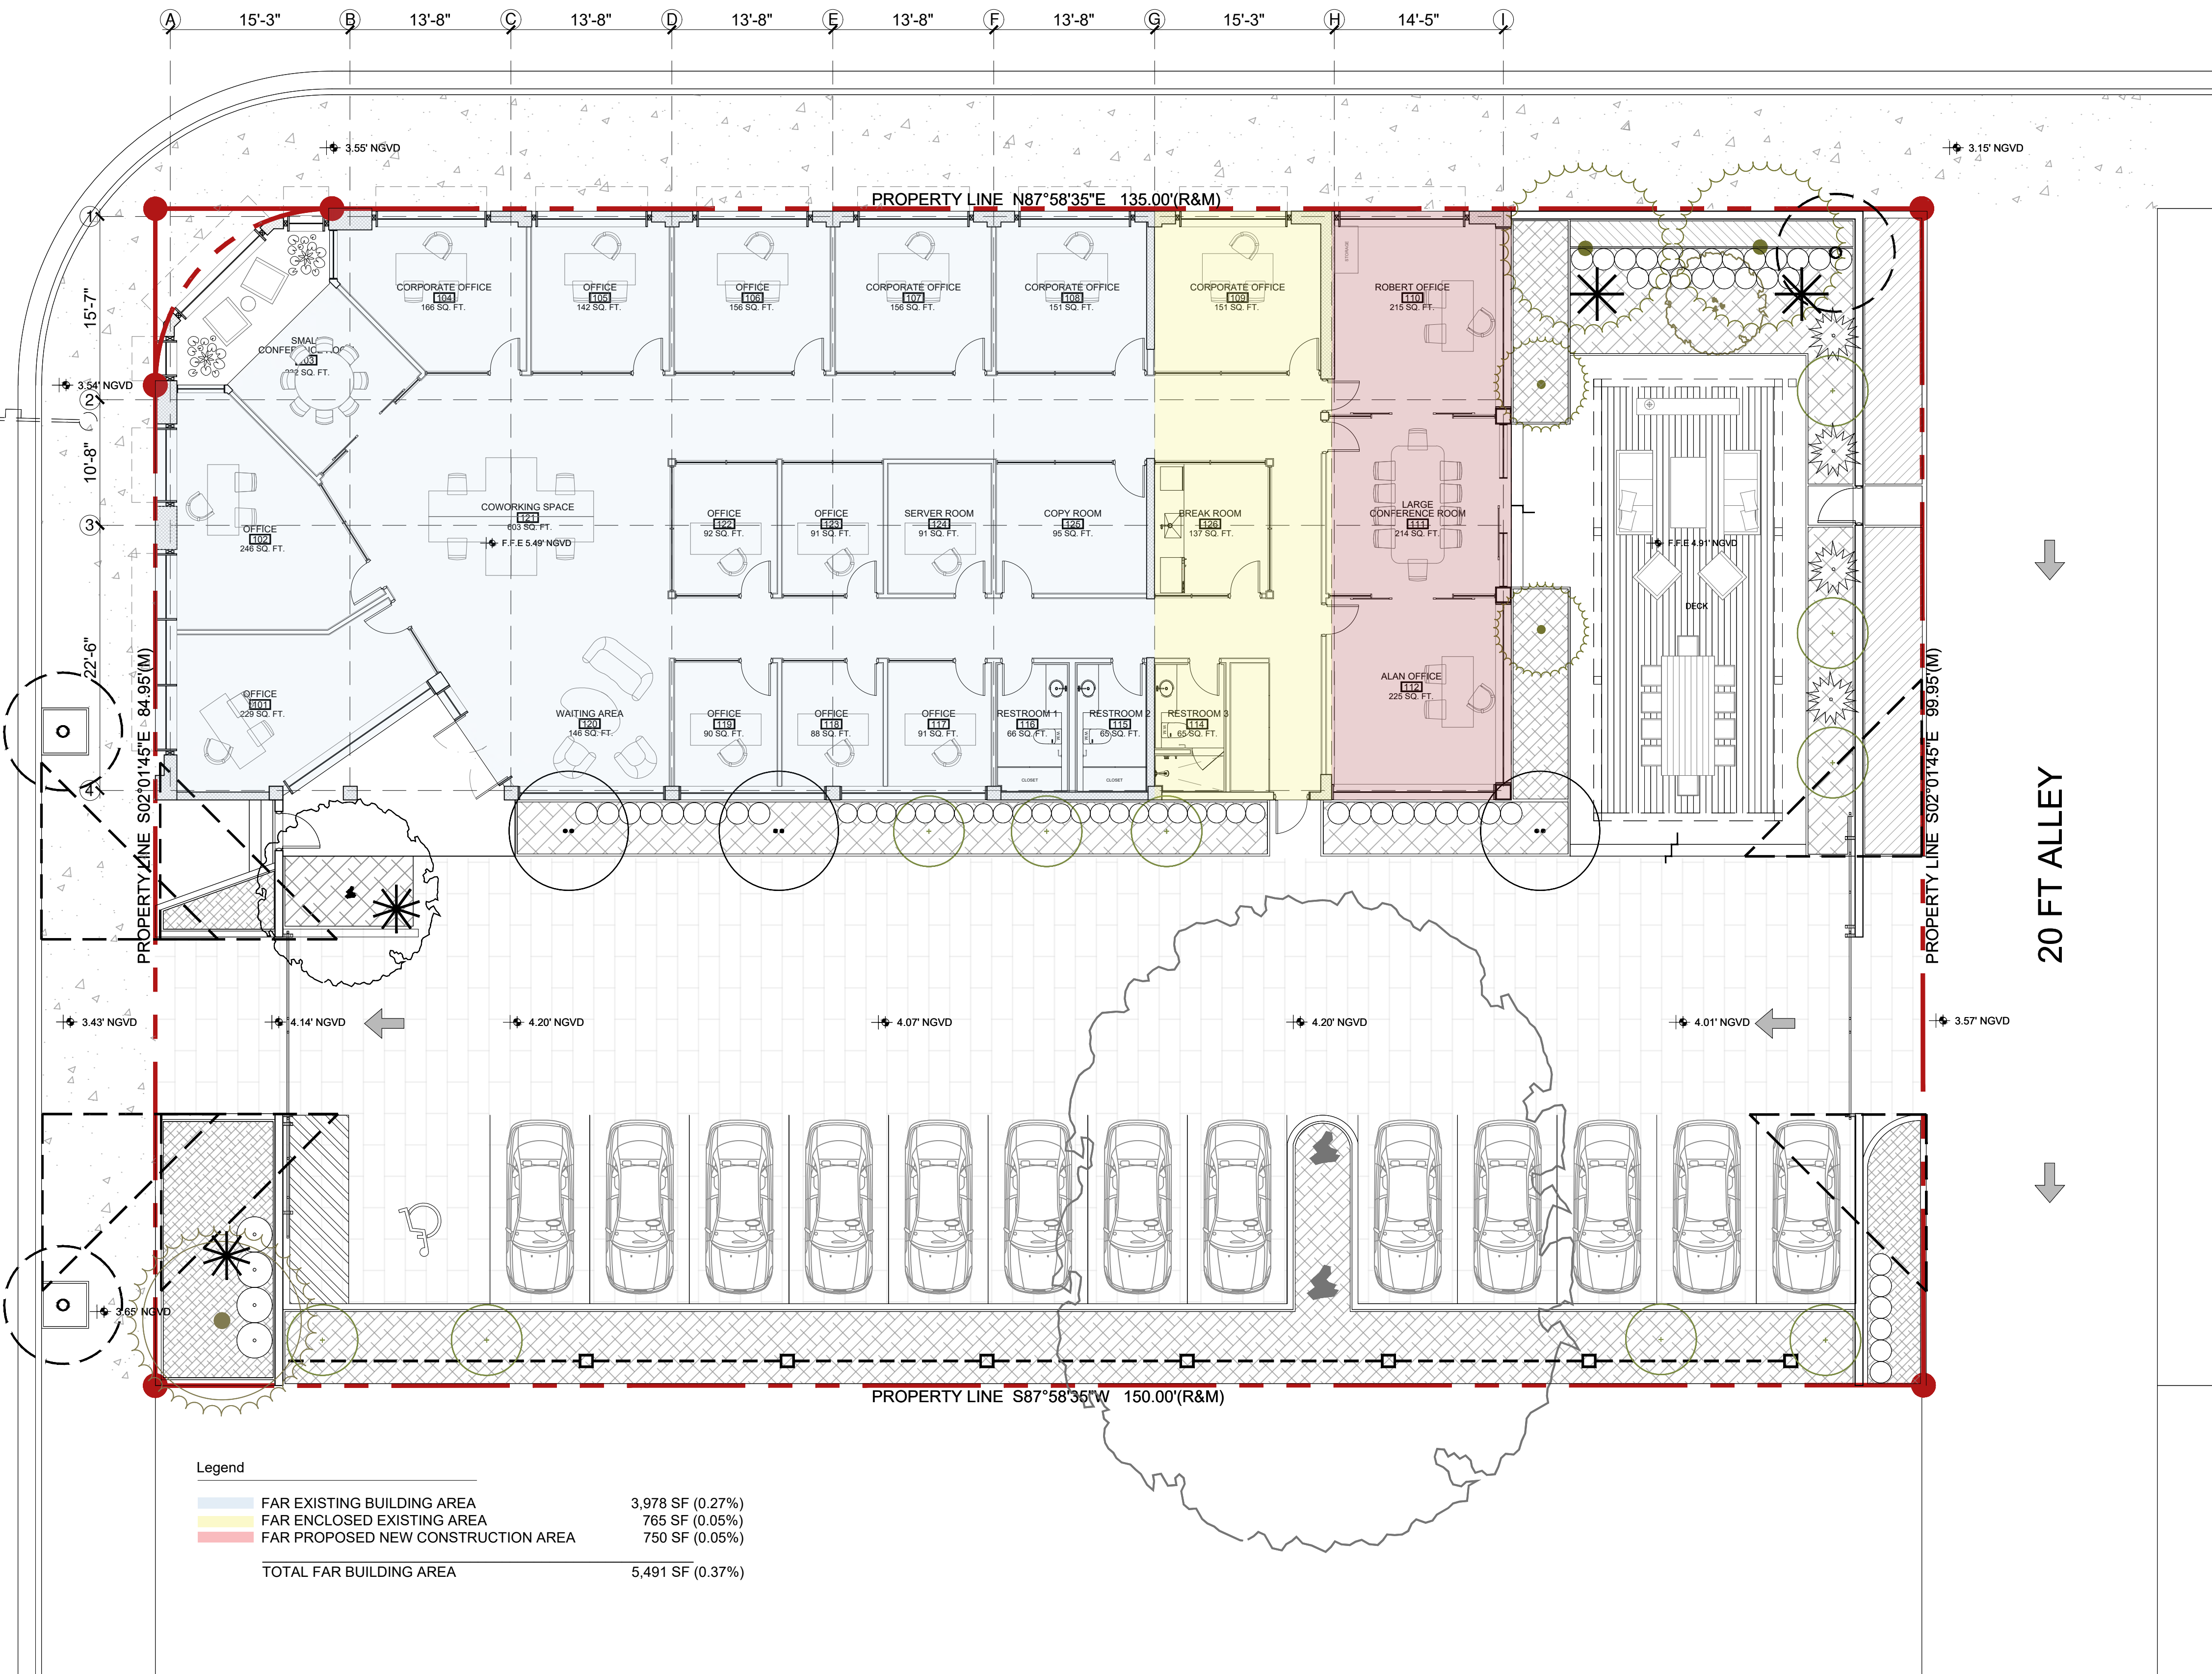 A 15'-3" B 13'-8" C 13'-8" D 13'-8" E 13'-8" F 13'-8" G 15'-3" H 14'-5" I
3.55' NGVD
3.15' NGVD
PROPERTY LINE N87°58'35"E 135.00'(R&M)
1
15'-7"
2
10'-8"
3
22'-6"
4
3.54' NGVD
CORPORATE OFFICE
104
166 SQ. FT.
OFFICE
105
142 SQ. FT.
OFFICE
106
156 SQ. FT.
CORPORATE OFFICE
107
156 SQ. FT.
CORPORATE OFFICE
108
151 SQ. FT.
CORPORATE OFFICE
109
151 SQ. FT.
STORAGE
ROBERT OFFICE
110
215 SQ. FT.
SQ. FT.
OFFICE
102
246 SQ. FT.
COWORKING SPACE
121
603 SQ. FT.
F.F.E 5.49' NGVD
OFFICE
122
92 SQ. FT.
OFFICE
123
91 SQ. FT.
SERVER ROOM
124
91 SQ. FT.
COPY ROOM
125
95 SQ. FT.
BREAK ROOM
126
137 SQ. FT.
LARGE
CONFERENCE ROOM
111
214 SQ. FT.
F.F.E 4.91' NGVD
DECK
OFFICE
101
229 SQ. FT.
WAITING AREA
120
146 SQ. FT.
OFFICE
119
90 SQ. FT.
OFFICE
118
88 SQ. FT.
OFFICE
117
91 SQ. FT.
RESTROOM 1
116
66 SQ. FT.
CLOSET
RESTROOM 2
115
65 SQ. FT.
CLOSET
RESTROOM 3
114
65 SQ. FT.
ALAN OFFICE
112
225 SQ. FT.
PROPERTY LINE S02°01'45"E 84.95'(M)
PROPERTY LINE S02°01'45"E 99.95'(M)
20 FT ALLEY
3.43' NGVD
4.14' NGVD
4.20' NGVD
4.07' NGVD
4.20' NGVD
4.01' NGVD
3.57' NGVD
3.65' NGVD
PROPERTY LINE S87°58'35"W 150.00'(R&M)
Legend
FAR EXISTING BUILDING AREA 3,978 SF (0.27%)
FAR ENCLOSED EXISTING AREA 765 SF (0.05%)
FAR PROPOSED NEW CONSTRUCTION AREA 750 SF (0.05%)
TOTAL FAR BUILDING AREA 5,491 SF (0.37%)